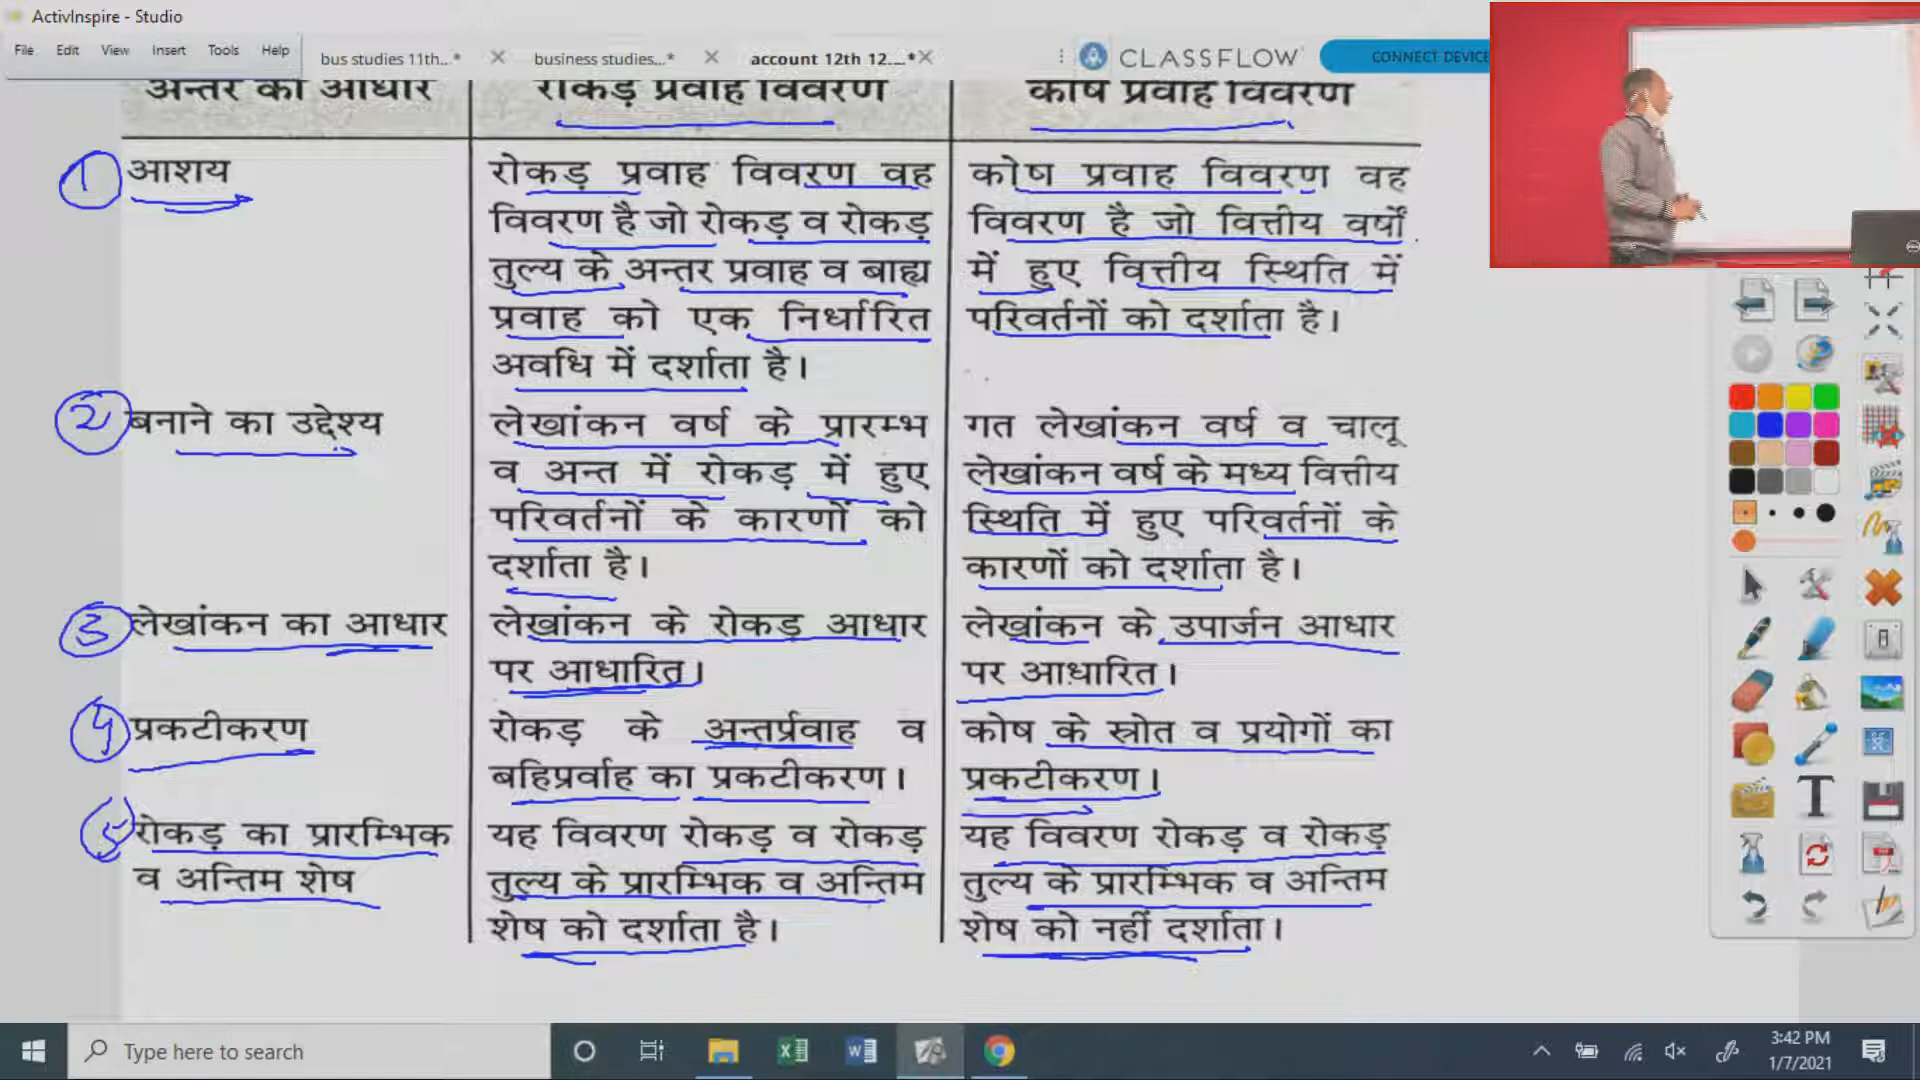 ActivInspire - Studio
File Edit View Insert Tools Help
bus studies 11th...* business studies...* account 12th 12....*
CLASSFLOW
CONNECT DEVICE
अन्तर का आधार रोकड़ प्रवाह विवरण कोष प्रवाह विवरण
1 आशय रोकड़ प्रवाह विवरण वह कोष प्रवाह विवरण वह
विवरण है जो रोकड़ व रोकड़ विवरण है जो वित्तीय वर्षों
तुल्य के अन्तर प्रवाह व बाह्य में हुए वित्तीय स्थिति में
प्रवाह को एक निर्धारित परिवर्तनों को दर्शाता है।
अवधि में दर्शाता है।
2 बनाने का उद्देश्य लेखांकन वर्ष के प्रारम्भ गत लेखांकन वर्ष व चालू
व अन्त में रोकड़ में हुए लेखांकन वर्ष के मध्य वित्तीय
परिवर्तनों के कारणों को स्थिति में हुए परिवर्तनों के
दर्शाता है। कारणों को दर्शाता है।
3 लेखांकन का आधार लेखांकन के रोकड़ आधार लेखांकन के उपार्जन आधार
पर आधारित। पर आधारित।
4 प्रकटीकरण रोकड़ के अन्तर्प्रवाह व कोष के स्रोत व प्रयोगों का
बहिप्रर्वाह का प्रकटीकरण। प्रकटीकरण।
5 रोकड़ का प्रारम्भिक यह विवरण रोकड़ व रोकड़ यह विवरण रोकड़ व रोकड़
व अन्तिम शेष तुल्य के प्रारम्भिक व अन्तिम तुल्य के प्रारम्भिक व अन्तिम
शेष को दर्शाता है। शेष को नहीं दर्शाता।
Type here to search
3:42 PM
1/7/2021